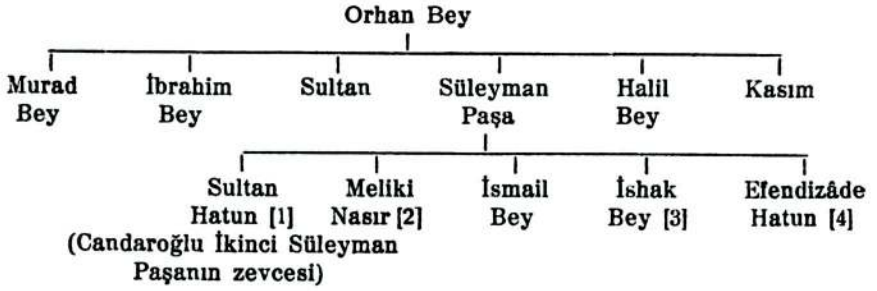 Orhan Bey
Murad İbrahim Sultan Süleyman Halil Kasım
Bey Bey Paşa Bey
Sultan Meliki İsmail İshak Efendizâde
Hatun [1] Nasır [2] Bey Bey [3] Hatun [4]
(Candaroğlu İkinci Süleyman
Paşanın zevcesi)